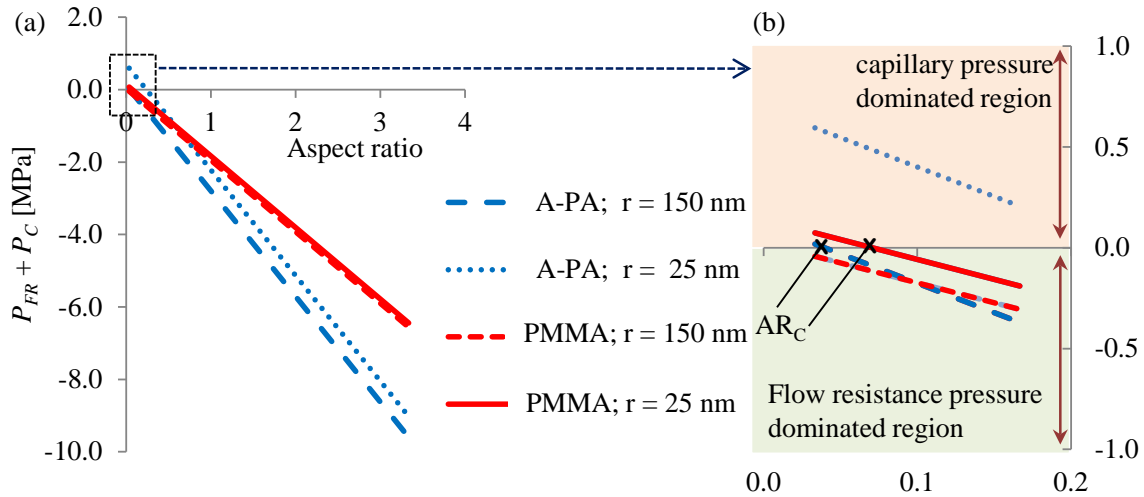 (a)
2.0
0.0
-2.0
-4.0
-6.0
-8.0
-10.0
P_FR + P_C [MPa]
0 1 2 3 4
Aspect ratio
A-PA; r = 150 nm
A-PA; r = 25 nm
PMMA; r = 150 nm
PMMA; r = 25 nm
(b)
capillary pressure
dominated region
AR_C
Flow resistance pressure
dominated region
1.0
0.5
0.0
-0.5
-1.0
0.0 0.1 0.2